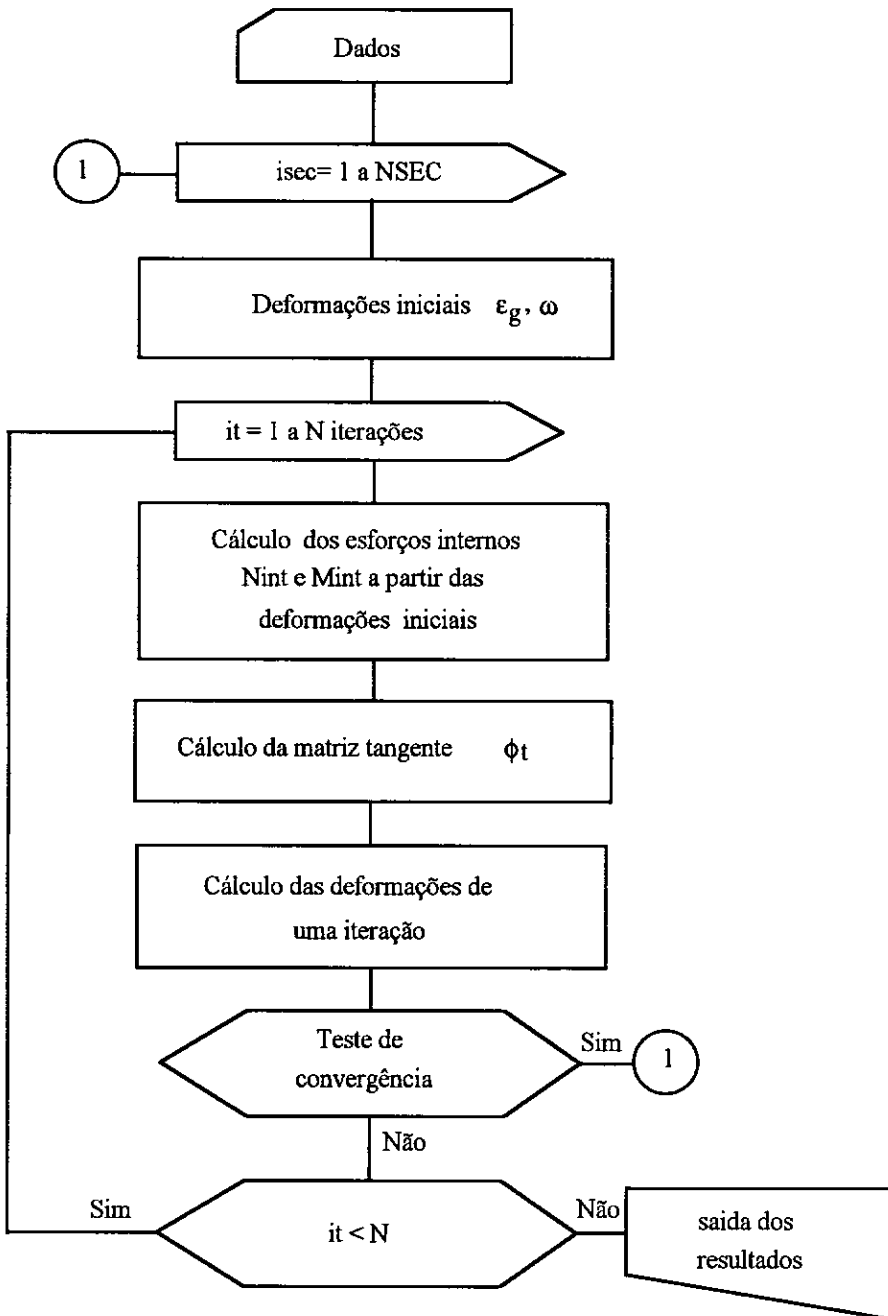 Dados
1
isec= 1 a NSEC
Deformações iniciais εg, ω
it = 1 a N iterações
Cálculo dos esforços internos
Nint e Mint a partir das
deformações iniciais
Cálculo da matriz tangente ϕt
Cálculo das deformações de
uma iteração
Teste de
convergência
Sim
1
Não
Sim
it < N
Não
saida dos
resultados